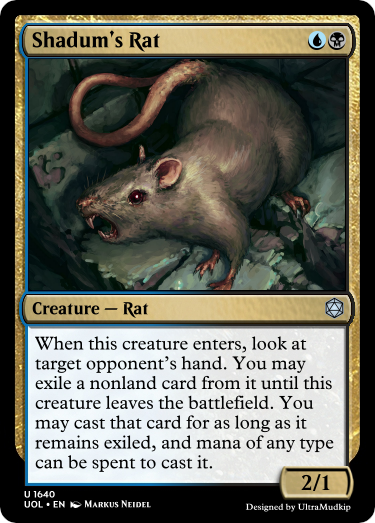 Shadum's Rat
Creature — Rat
When this creature enters, look at
target opponent's hand. You may
exile a nonland card from it until this
creature leaves the battlefield. You
may cast that card for as long as it
remains exiled, and mana of any type
can be spent to cast it.
2/1
U 1640
UOL • EN Markus Neidel
Designed by UltraMudkip